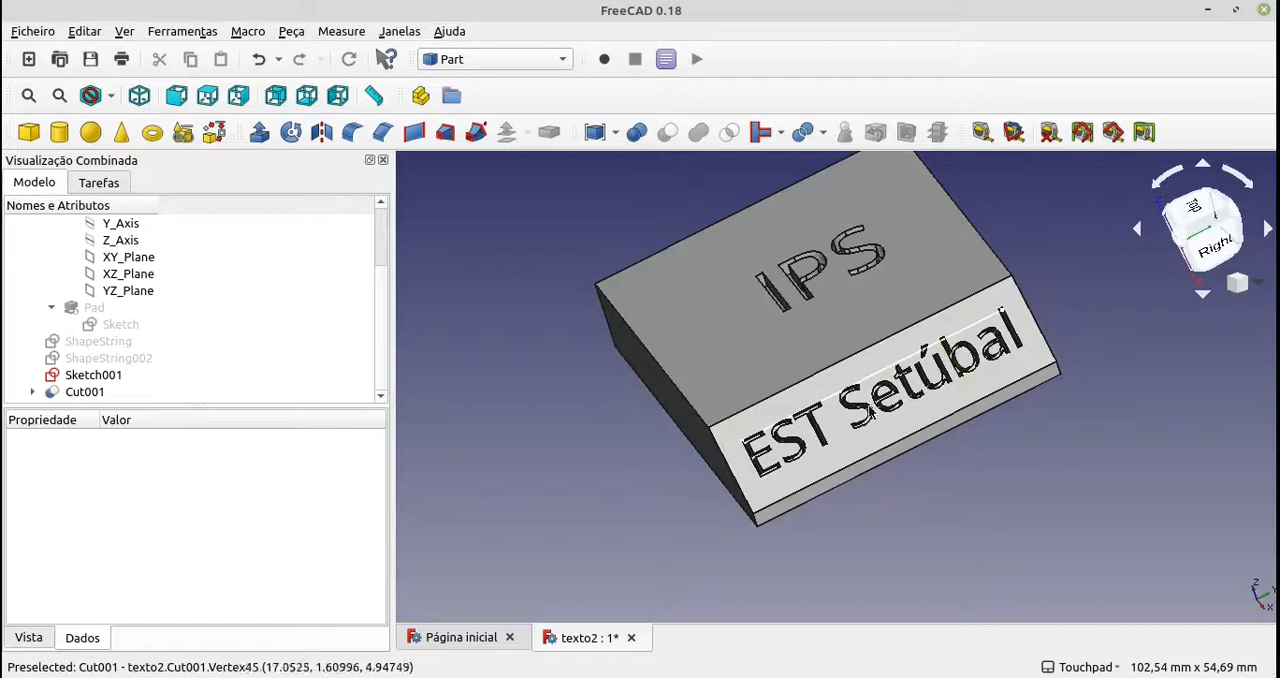 FreeCAD 0.18
Ficheiro Editar Ver Ferramentas Macro Peça Measure Janelas Ajuda
Part
Visualização Combinada
Modelo Tarefas
Nomes e Atributos
Y_Axis
Z_Axis
XY_Plane
XZ_Plane
YZ_Plane
Pad
Sketch
ShapeString
ShapeString002
Sketch001
Cut001
Propriedade Valor
IPS
EST Setúbal
Top
Right
Z
Y
X
Vista Dados
Página inicial
texto2 : 1*
Preselected: Cut001 - texto2.Cut001.Vertex45.(17.0523, 1.60996, 4.94749)
Touchpad
102,54 mm x 54,69 mm